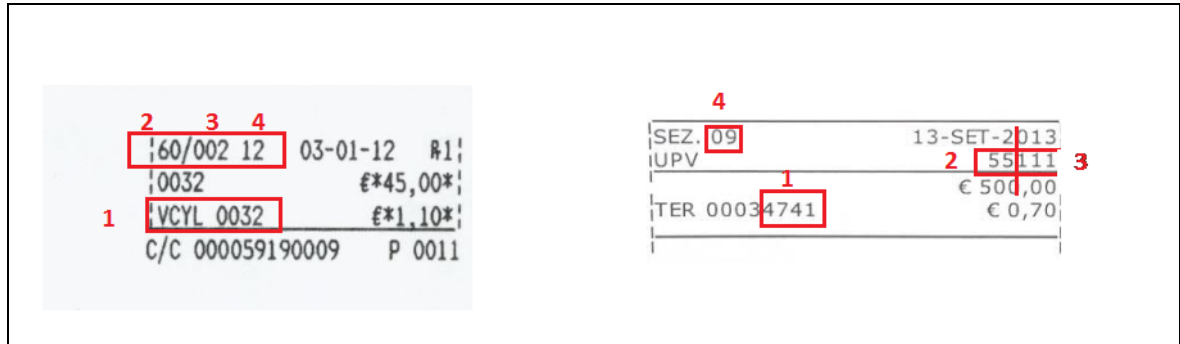 2 3 4
60/002 12 03-01-12 R1
0032 €*45,00*
1 VCYL 0032 €*1,10*
C/C 000059190009 P 0011
4
SEZ. 09 13-SET-2013
UPV 2 55111 3
€ 500,00
1
TER 00034741 € 0,70